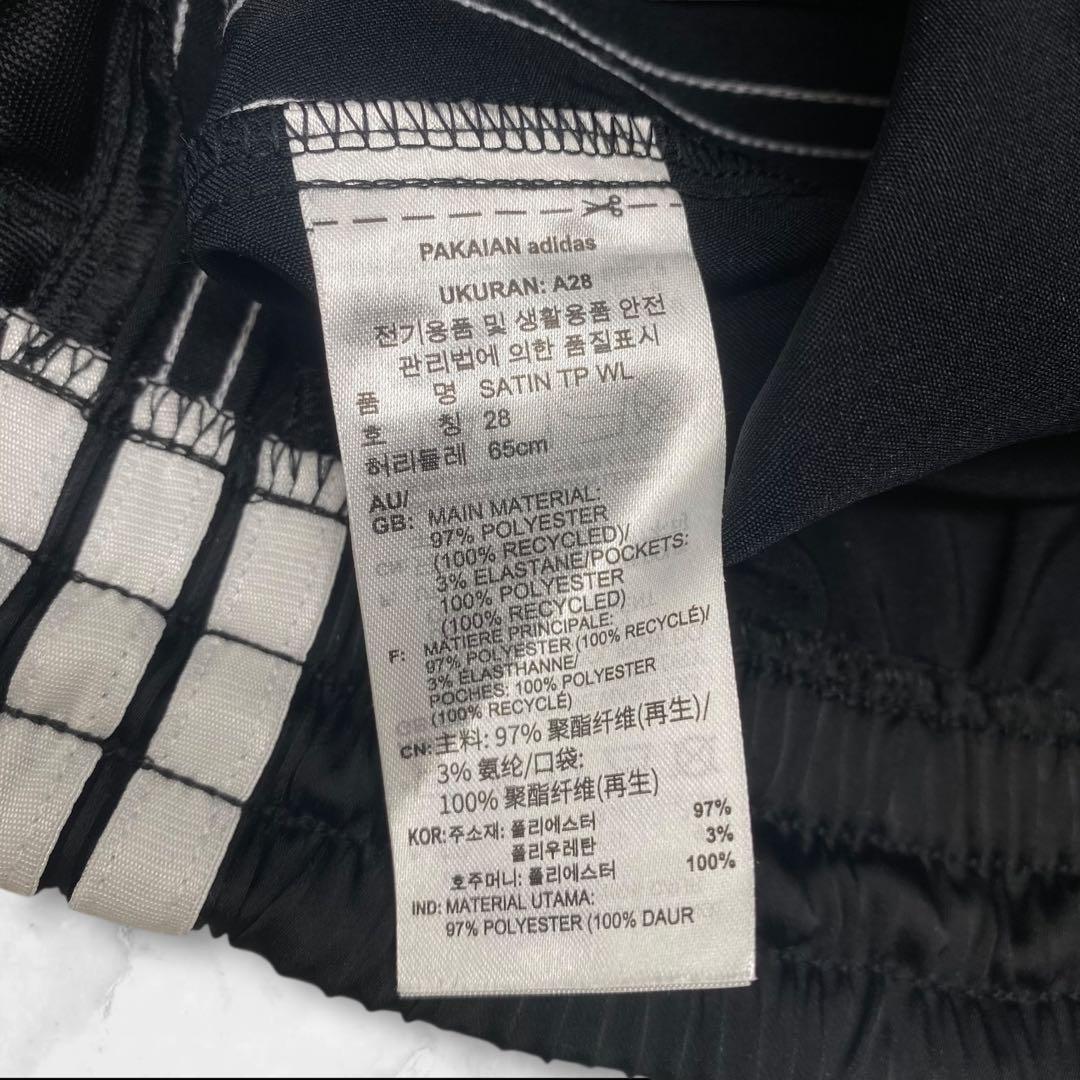 PAKAIAN adidas
UKURAN: A28
전기용품 및 생활용품 안전
관리법에 의한 품질표시
품 명 SATIN TP WL
호 칭 28
허리둘레 65cm
AU/
GB: MAIN MATERIAL:
97% POLYESTER
(100% RECYCLED)/
3% ELASTANE/POCKETS:
100% POLYESTER
(100% RECYCLED)
F: MATIERE PRINCIPALE:
97% POLYESTER (100% RECYCLÉ)/
3% ÉLASTHANNE/
POCHES: 100% POLYESTER
(100% RECYCLÉ)
CN: 主料: 97% 聚酯纤维(再生)/
3% 氨纶/口袋:
100% 聚酯纤维(再生)
KOR: 주소재: 폴리에스터 97%
폴리우레탄 3%
호주머니: 폴리에스터 100%
IND: MATERIAL UTAMA:
97% POLYESTER (100% DAUR